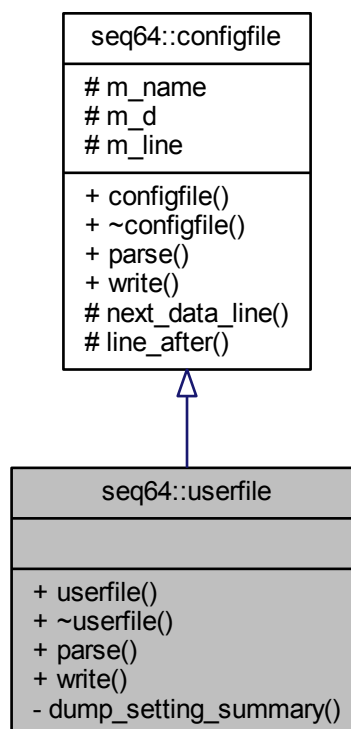 seq64::configfile
# m_name
# m_d
# m_line
+ configfile()
+ ~configfile()
+ parse()
+ write()
# next_data_line()
# line_after()
seq64::userfile
+ userfile()
+ ~userfile()
+ parse()
+ write()
- dump_setting_summary()